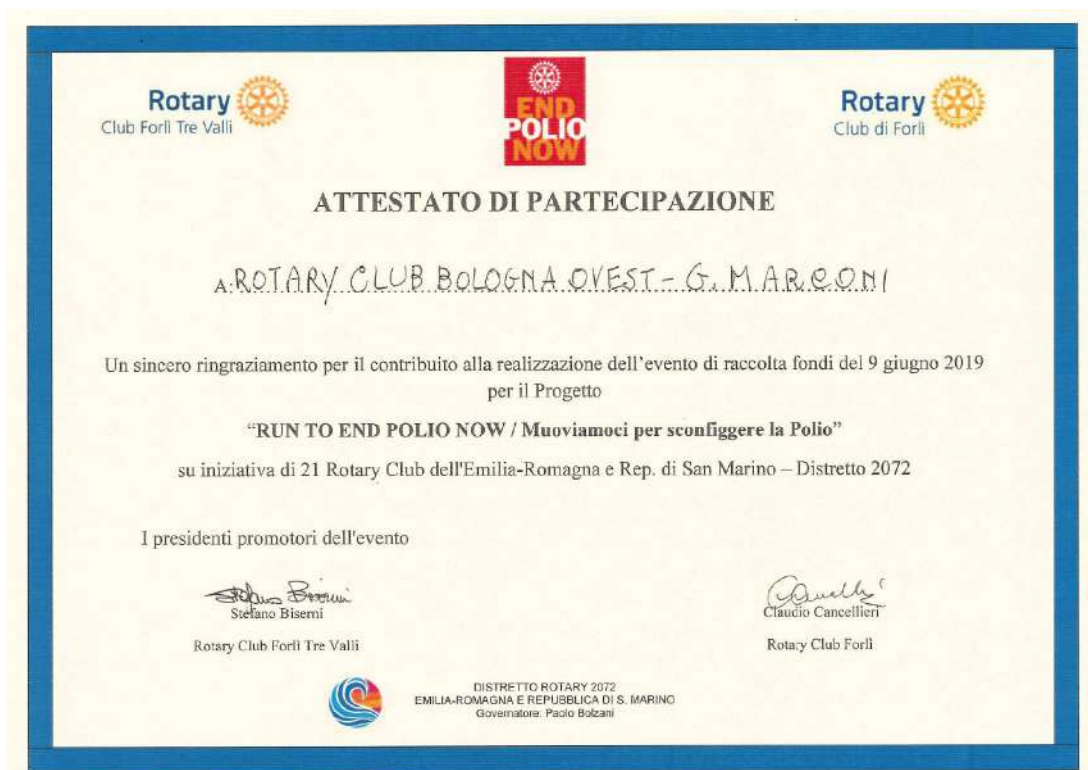 Rotary
Club Forlì Tre Valli
END
POLIO
NOW
Rotary
Club di Forlì
ATTESTATO DI PARTECIPAZIONE
A: ROTARY CLUB BOLOGNA OVEST - G. MARCONI
Un sincero ringraziamento per il contribuito alla realizzazione dell'evento di raccolta fondi del 9 giugno 2019
per il Progetto
“RUN TO END POLIO NOW / Muoviamoci per sconfiggere la Polio”
su iniziativa di 21 Rotary Club dell'Emilia-Romagna e Rep. di San Marino – Distretto 2072
I presidenti promotori dell'evento
Stefano Biserni
Stefano Biserni
Claudio Cancellieri
Rotary Club Forlì Tre Valli
Rotary Club Forlì
DISTRETTO ROTARY 2072
EMILIA-ROMAGNA E REPUBBLICA DI S. MARINO
Governatore: Paolo Bolzani